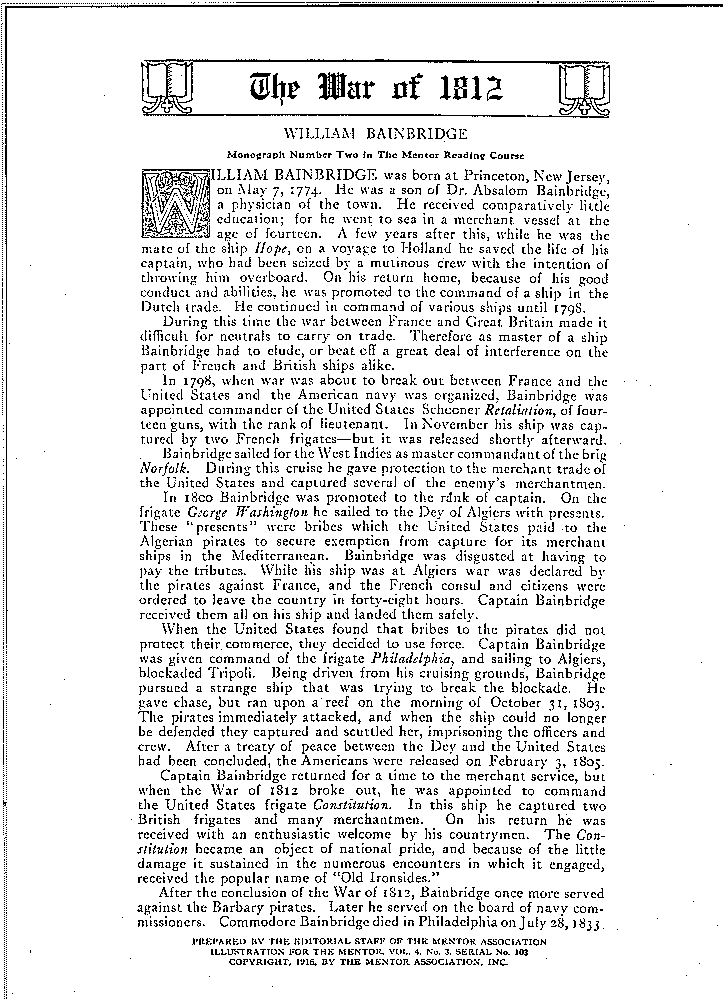 The War of 1812
WILLIAM BAINBRIDGE
Monograph Number Two in The Mentor Reading Course
WILLIAM BAINBRIDGE was born at Princeton, New Jersey,
on May 7, 1774. He was a son of Dr. Absalom Bainbridge,
a physician of the town. He received comparatively little
education; for he went to sea in a merchant vessel at the
age of fourteen. A few years after this, while he was the
mate of the ship Hope, on a voyage to Holland he saved the life of his
captain, who had been seized by a mutinous crew with the intention of
throwing him overboard. On his return home, because of his good
conduct and abilities, he was promoted to the command of a ship in the
Dutch trade. He continued in command of various ships until 1798.
During this time the war between France and Great Britain made it
difficult for neutrals to carry on trade. Therefore as master of a ship
Bainbridge had to elude, or beat off a great deal of interference on the
part of French and British ships alike.
In 1798, when war was about to break out between France and the
United States and the American navy was organized, Bainbridge was
appointed commander of the United States Schooner Retaliation, of four-
teen guns, with the rank of lieutenant. In November his ship was cap-
tured by two French frigates—but it was released shortly afterward.
Bainbridge sailed for the West Indies as master commandant of the brig
Norfolk. During this cruise he gave protection to the merchant trade of
the United States and captured several of the enemy's merchantmen.
In 1800 Bainbridge was promoted to the rank of captain. On the
frigate George Washington he sailed to the Dey of Algiers with presents.
These "presents" were bribes which the United States paid to the
Algerian pirates to secure exemption from capture for its merchant
ships in the Mediterranean. Bainbridge was disgusted at having to
pay the tributes. While his ship was at Algiers war was declared by
the pirates against France, and the French consul and citizens were
ordered to leave the country in forty-eight hours. Captain Bainbridge
received them all on his ship and landed them safely.
When the United States found that bribes to the pirates did not
protect their commerce, they decided to use force. Captain Bainbridge
was given command of the frigate Philadelphia, and sailing to Algiers,
blockaded Tripoli. Being driven from his cruising grounds, Bainbridge
pursued a strange ship that was trying to break the blockade. He
gave chase, but ran upon a reef on the morning of October 31, 1803.
The pirates immediately attacked, and when the ship could no longer
be defended they captured and scuttled her, imprisoning the officers and
crew. After a treaty of peace between the Dey and the United States
had been concluded, the Americans were released on February 3, 1805.
Captain Bainbridge returned for a time to the merchant service, but
when the War of 1812 broke out, he was appointed to command
the United States frigate Constitution. In this ship he captured two
British frigates and many merchantmen. On his return he was
received with an enthusiastic welcome by his countrymen. The Con-
stitution became an object of national pride, and because of the little
damage it sustained in the numerous encounters in which it engaged,
received the popular name of "Old Ironsides."
After the conclusion of the War of 1812, Bainbridge once more served
against the Barbary pirates. Later he served on the board of navy com-
missioners. Commodore Bainbridge died in Philadelphia on July 28, 1833.
PREPARED BY THE EDITORIAL STAFF OF THE MENTOR ASSOCIATION
ILLUSTRATION FOR THE MENTOR, VOL. 4, No. 3, SERIAL No. 103
COPYRIGHT, 1916, BY THE MENTOR ASSOCIATION, INC.